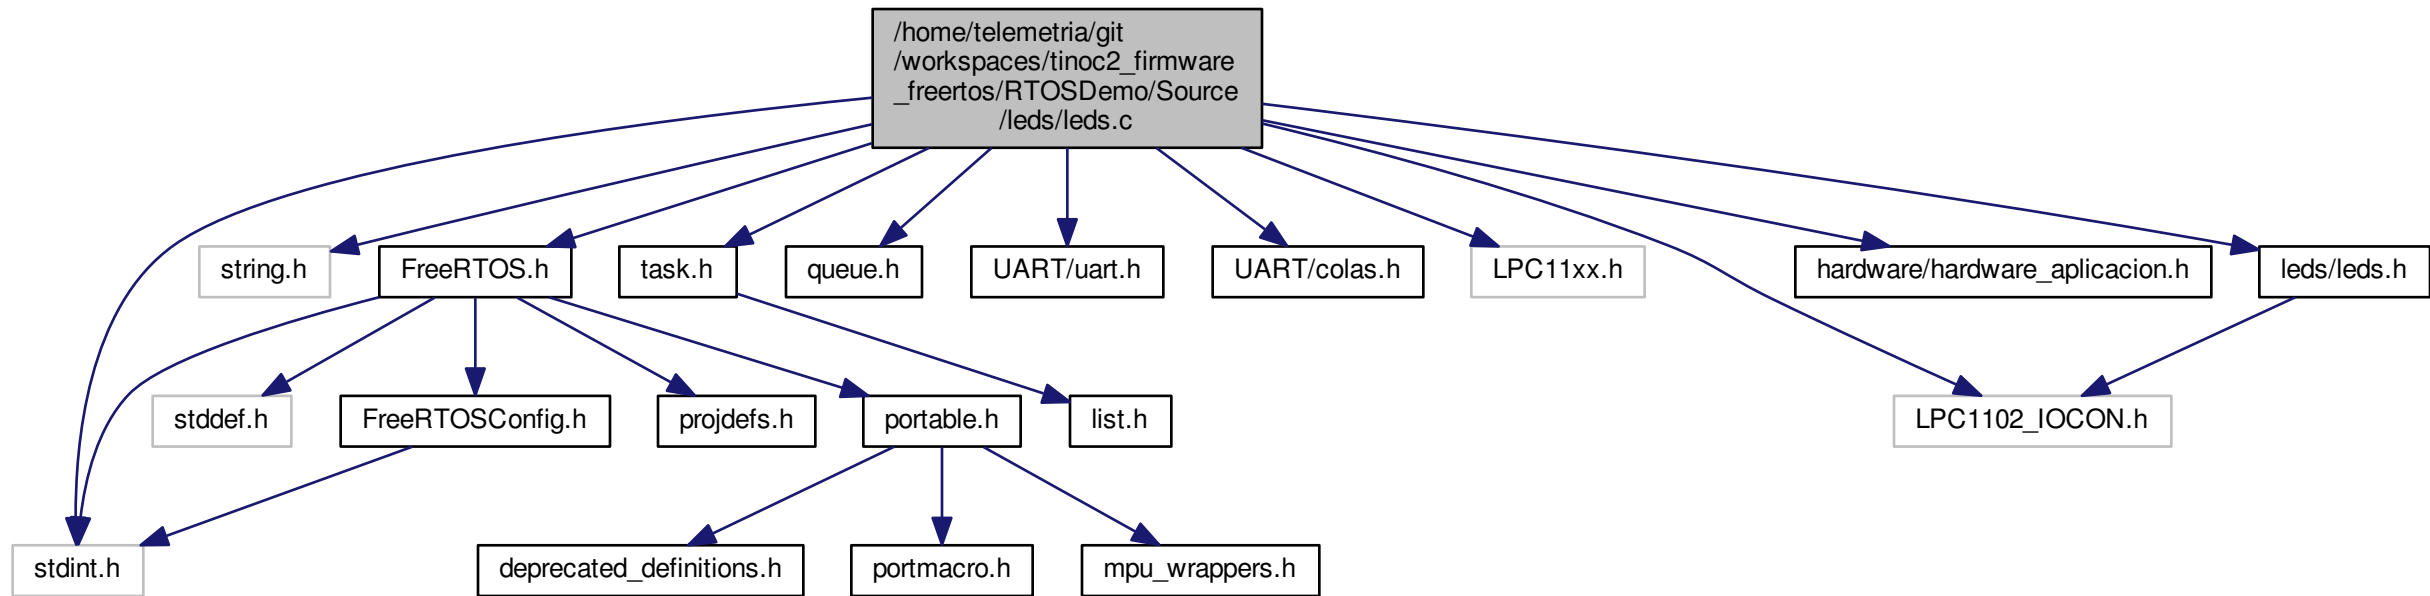 /home/telemetria/git
/workspaces/tinoc2_firmware
_freertos/RTOSDemo/Source
/leds/leds.c
string.h
FreeRTOS.h
task.h
queue.h
UART/uart.h
UART/colas.h
LPC11xx.h
hardware/hardware_aplicacion.h
leds/leds.h
stddef.h
FreeRTOSConfig.h
projdefs.h
portable.h
list.h
LPC1102_IOCON.h
stdint.h
deprecated_definitions.h
portmacro.h
mpu_wrappers.h